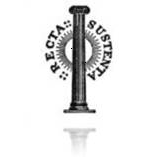 :: RECTA :: SUSTENTA